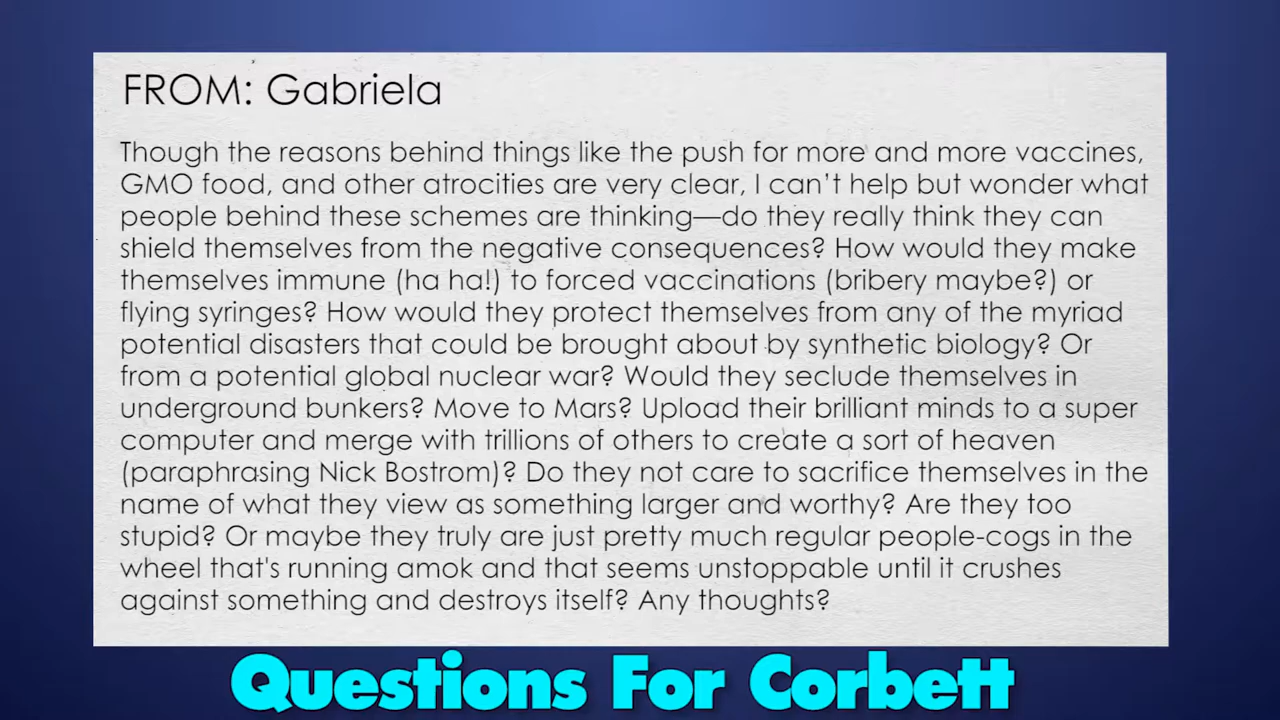 FROM: Gabriela
Though the reasons behind things like the push for more and more vaccines,
GMO food, and other atrocities are very clear, I can't help but wonder what
people behind these schemes are thinking—do they really think they can
shield themselves from the negative consequences? How would they make
themselves immune (ha ha!) to forced vaccinations (bribery maybe?) or
flying syringes? How would they protect themselves from any of the myriad
potential disasters that could be brought about by synthetic biology? Or
from a potential global nuclear war? Would they seclude themselves in
underground bunkers? Move to Mars? Upload their brilliant minds to a super
computer and merge with trillions of others to create a sort of heaven
(paraphrasing Nick Bostrom)? Do they not care to sacrifice themselves in the
name of what they view as something larger and worthy? Are they too
stupid? Or maybe they truly are just pretty much regular people-cogs in the
wheel that's running amok and that seems unstoppable until it crushes
against something and destroys itself? Any thoughts?
Questions For Corbett